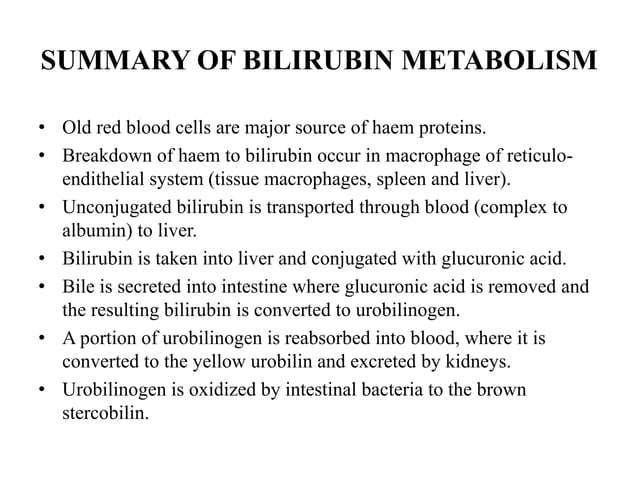 SUMMARY OF BILIRUBIN METABOLISM
• Old red blood cells are major source of haem proteins.
• Breakdown of haem to bilirubin occur in macrophage of reticulo-
endithelial system (tissue macrophages, spleen and liver).
• Unconjugated bilirubin is transported through blood (complex to
albumin) to liver.
• Bilirubin is taken into liver and conjugated with glucuronic acid.
• Bile is secreted into intestine where glucuronic acid is removed and
the resulting bilirubin is converted to urobilinogen.
• A portion of urobilinogen is reabsorbed into blood, where it is
converted to the yellow urobilin and excreted by kidneys.
• Urobilinogen is oxidized by intestinal bacteria to the brown
stercobilin.